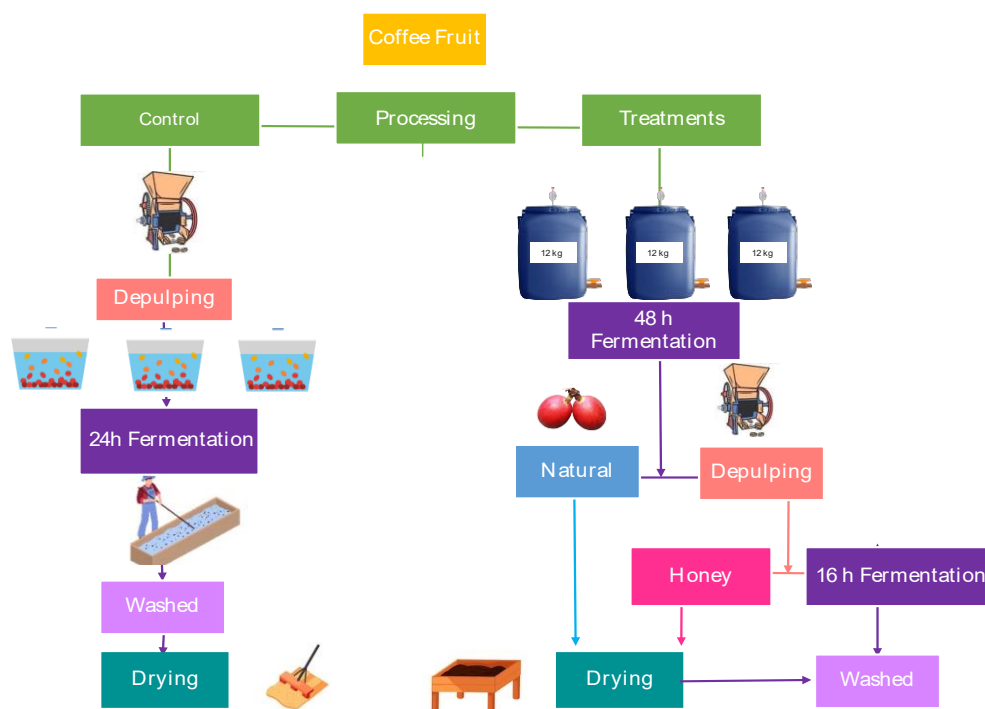 Coffee Fruit
Control
Processing
Treatments
12 kg
12 kg
12 kg
Depulping
48 h
Fermentation
24h Fermentation
Natural
Depulping
Honey
16 h Fermentation
Washed
Drying
Drying
Washed